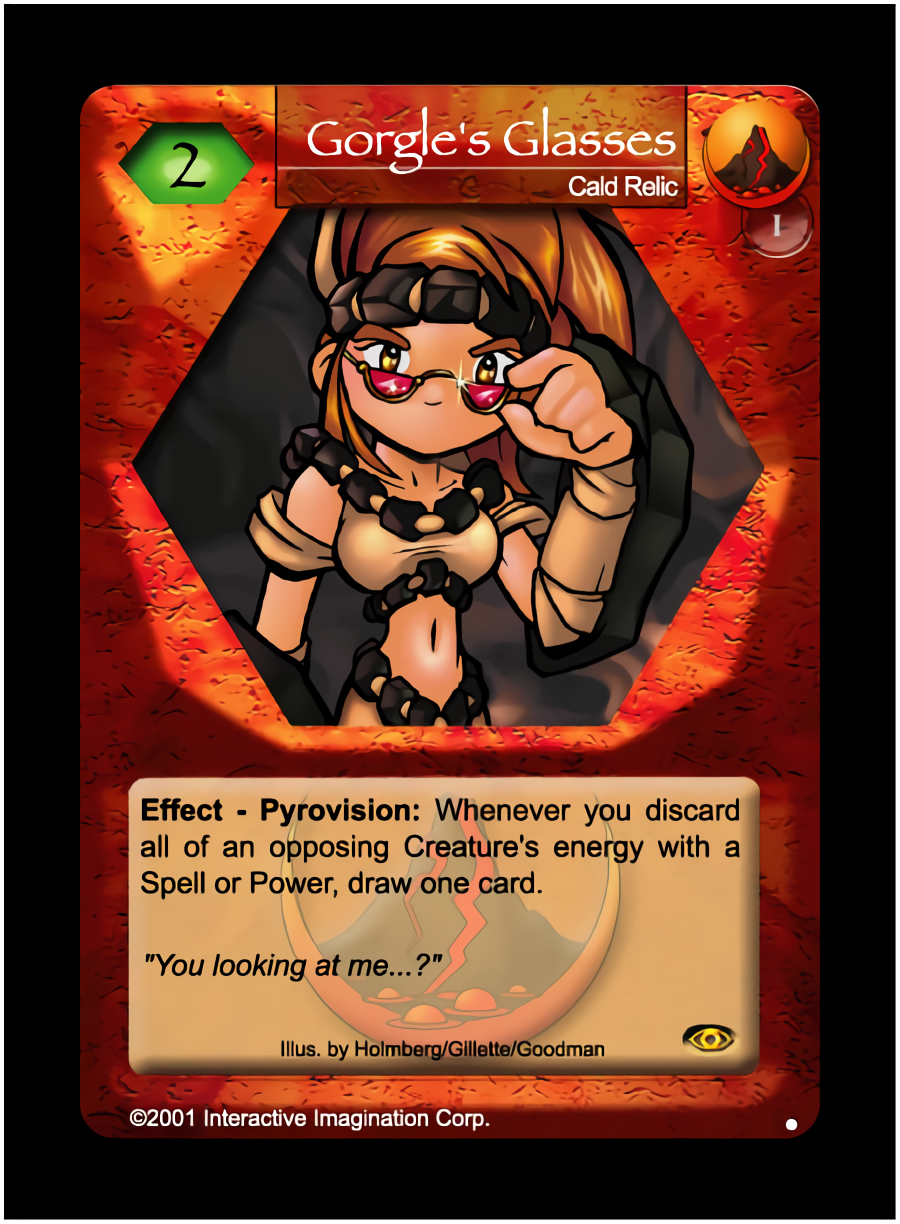 2
Gorgle's Glasses
Cald Relic
I
Effect - Pyrovision: Whenever you discard
all of an opposing Creature's energy with a
Spell or Power, draw one card.
"You looking at me...?"
Illus. by Holmberg/Gillette/Goodman
©2001 Interactive Imagination Corp.